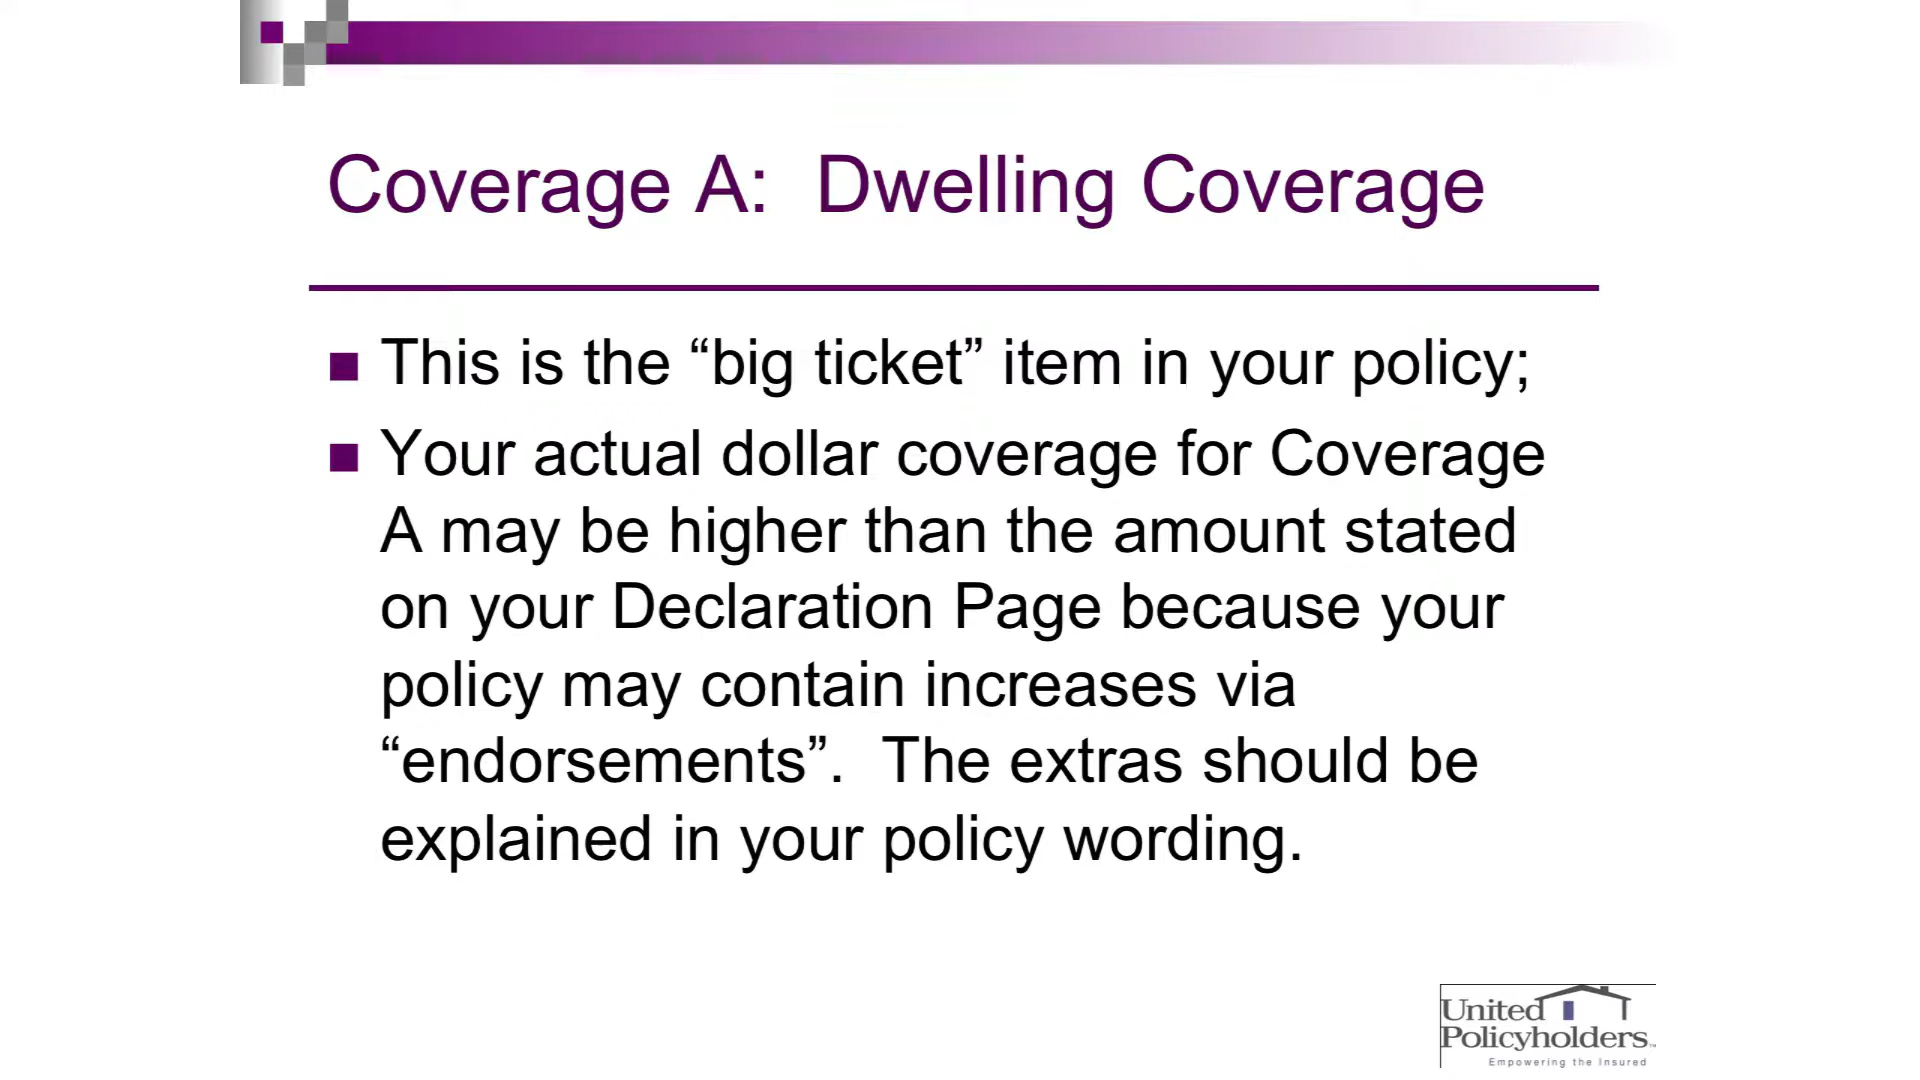 Coverage A:  Dwelling Coverage
This is the “big ticket” item in your policy;
Your actual dollar coverage for Coverage
A may be higher than the amount stated
on your Declaration Page because your
policy may contain increases via
“endorsements”.  The extras should be
explained in your policy wording.
United
Policyholders™
Empowering the Insured